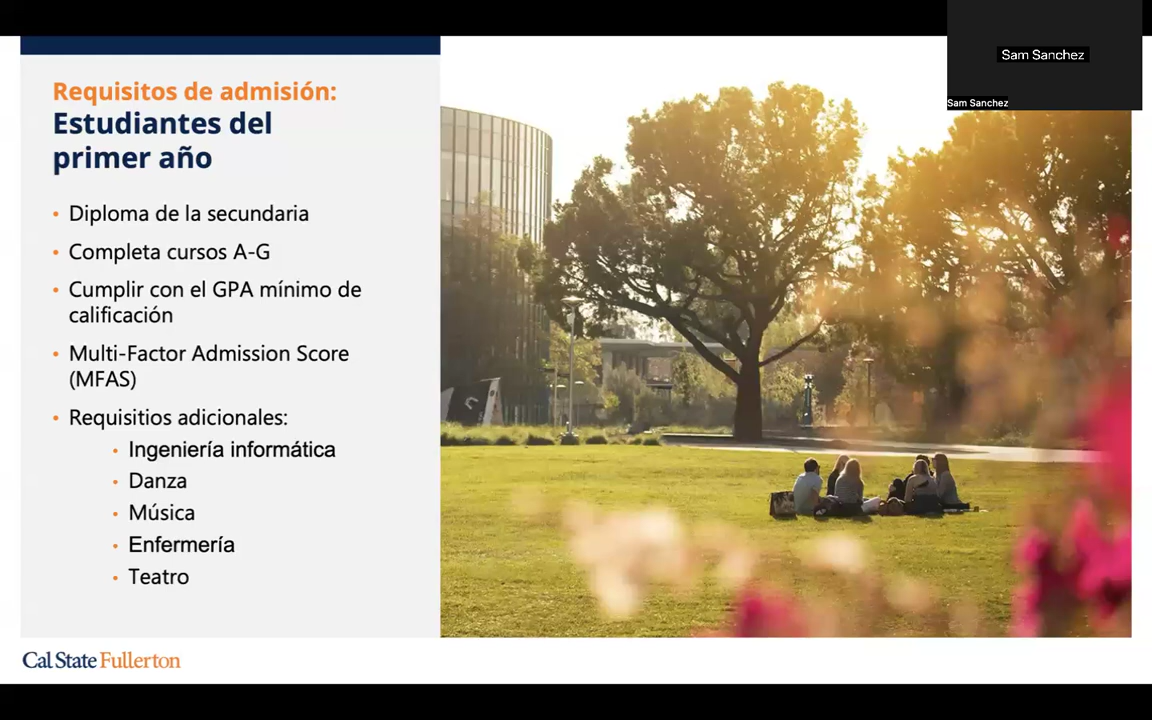 Sam Sanchez
Sam Sanchez
Requisitos de admisión:
Estudiantes del
primer año
• Diploma de la secundaria
• Completa cursos A-G
• Cumplir con el GPA mínimo de
calificación
• Multi-Factor Admission Score
(MFAS)
• Requisitios adicionales:
• Ingeniería informática
• Danza
• Música
• Enfermería
• Teatro
Cal State Fullerton